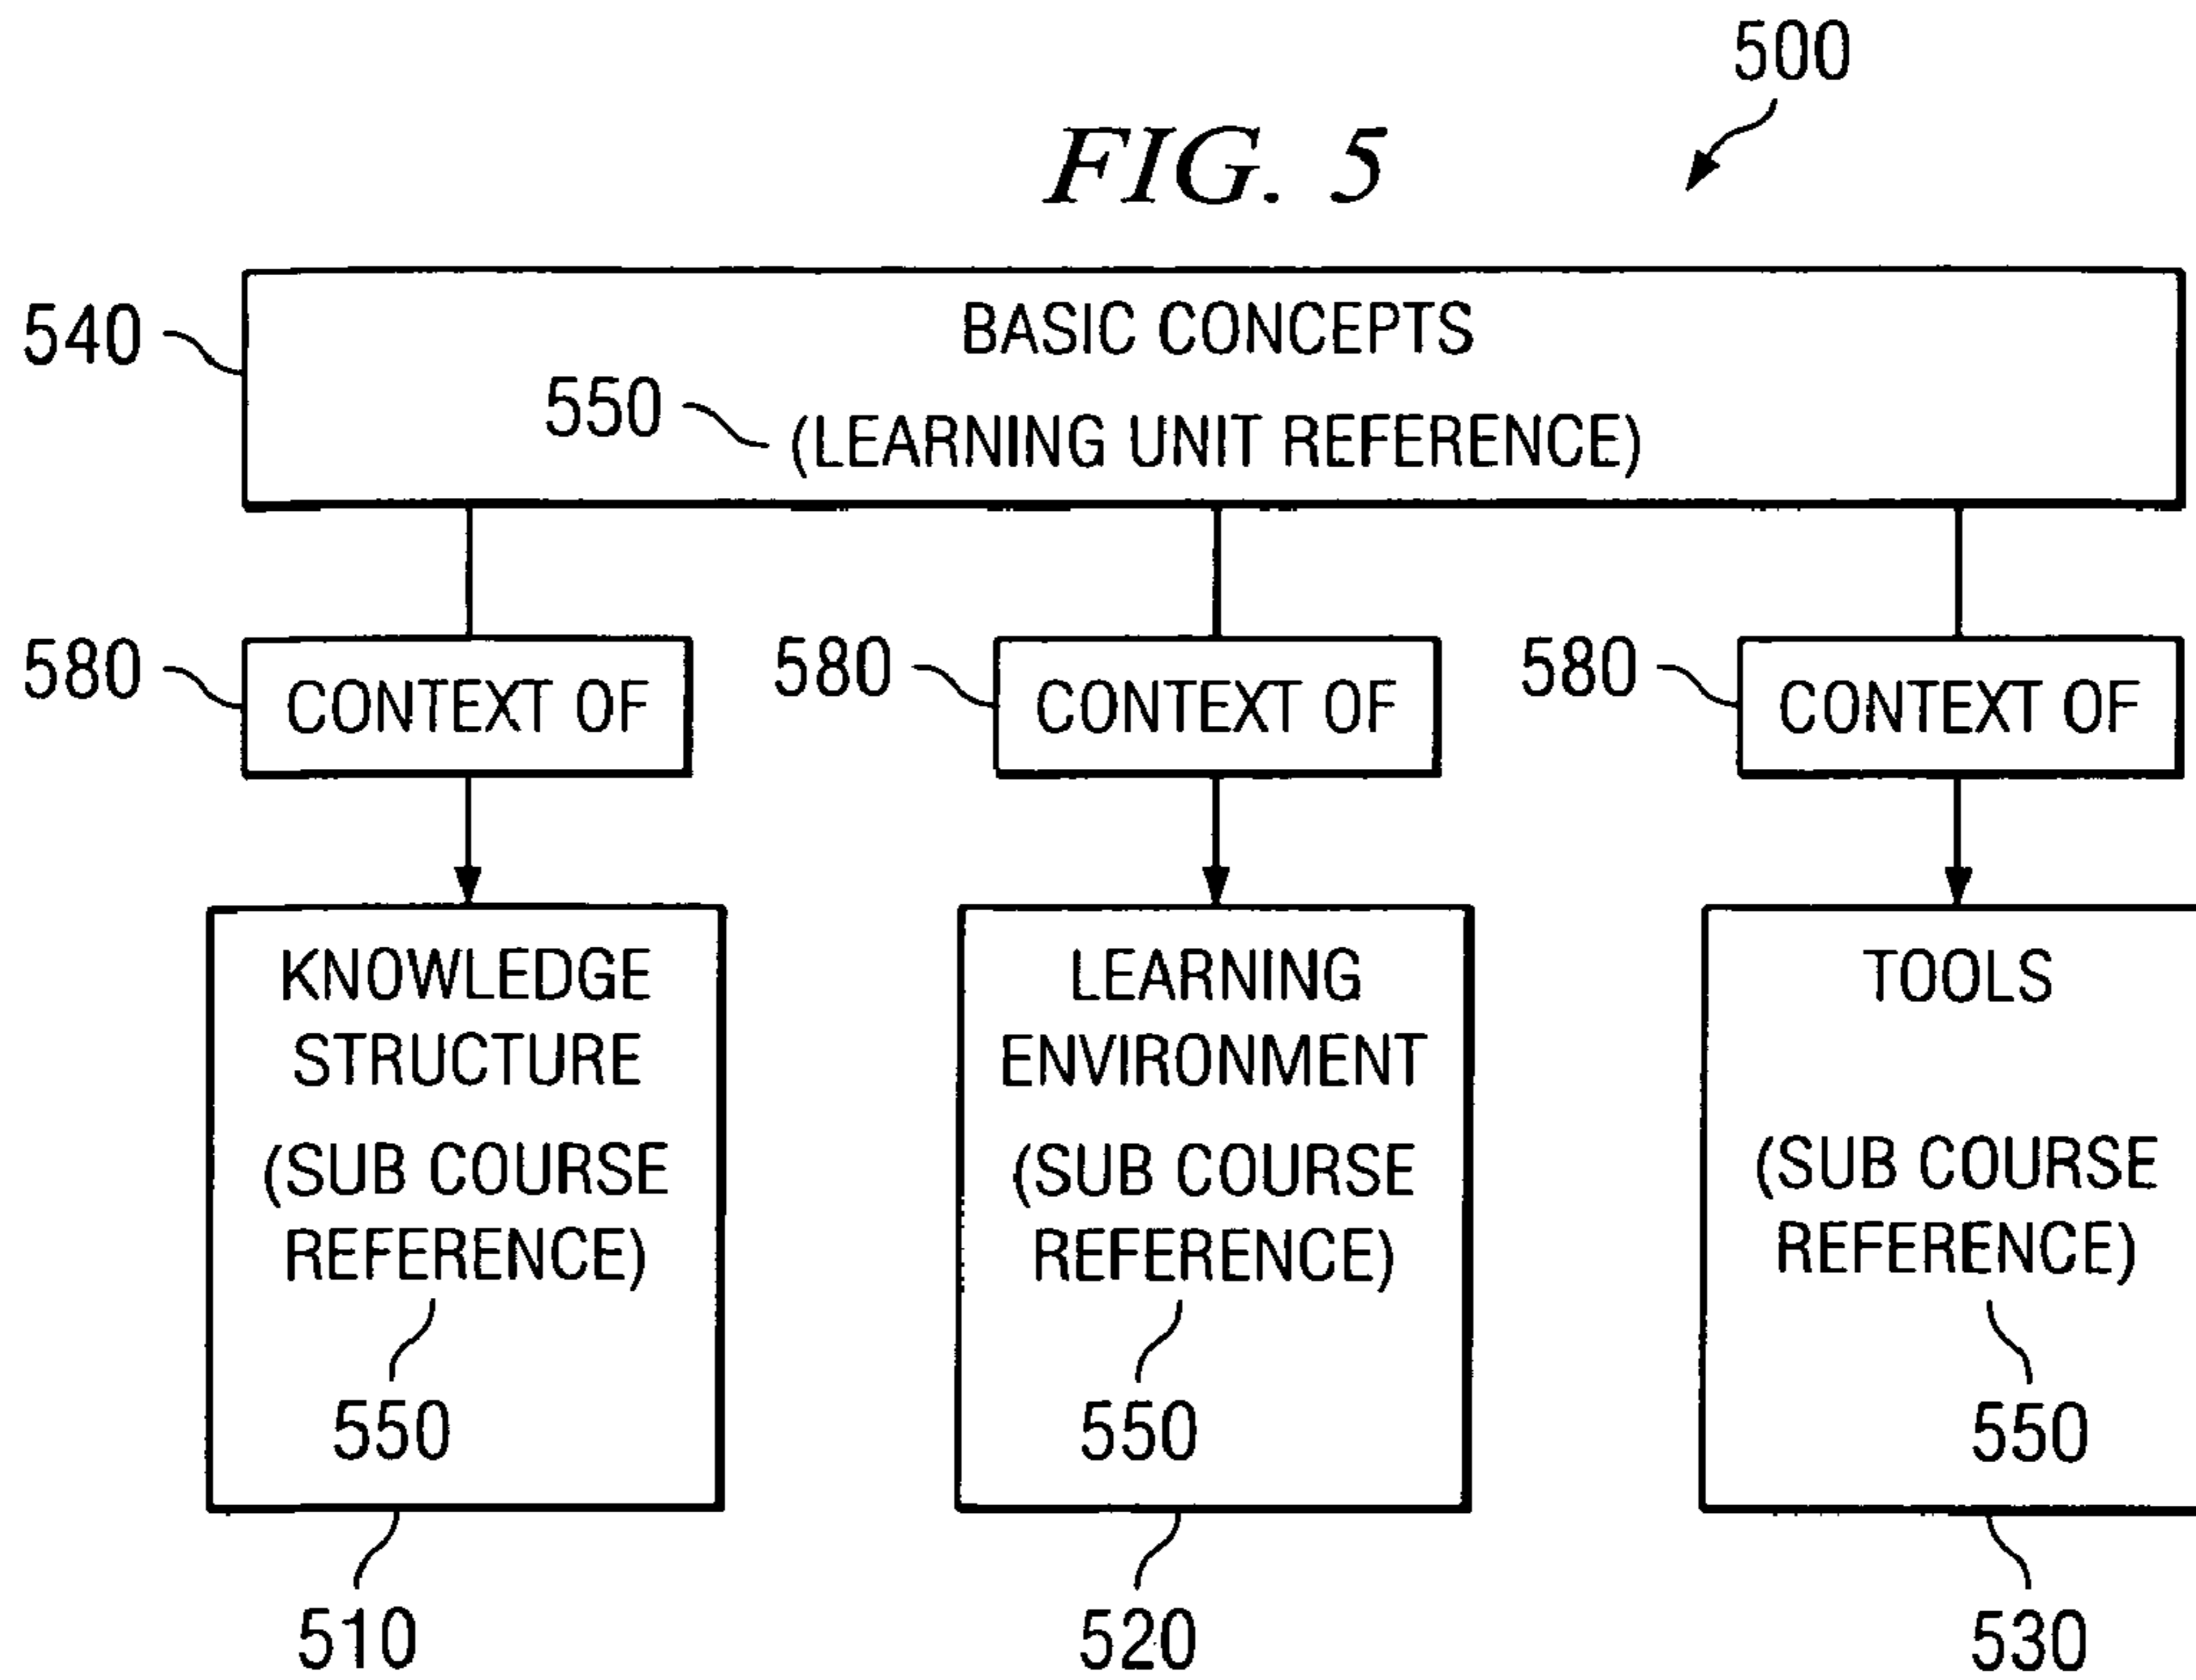 500
FIG. 5
540
BASIC CONCEPTS
550
(LEARNING UNIT REFERENCE)
580
CONTEXT OF
580
CONTEXT OF
580
CONTEXT OF
KNOWLEDGE
STRUCTURE
(SUB COURSE
REFERENCE)
550
510
LEARNING
ENVIRONMENT
(SUB COURSE
REFERENCE)
550
520
TOOLS
(SUB COURSE
REFERENCE)
550
530